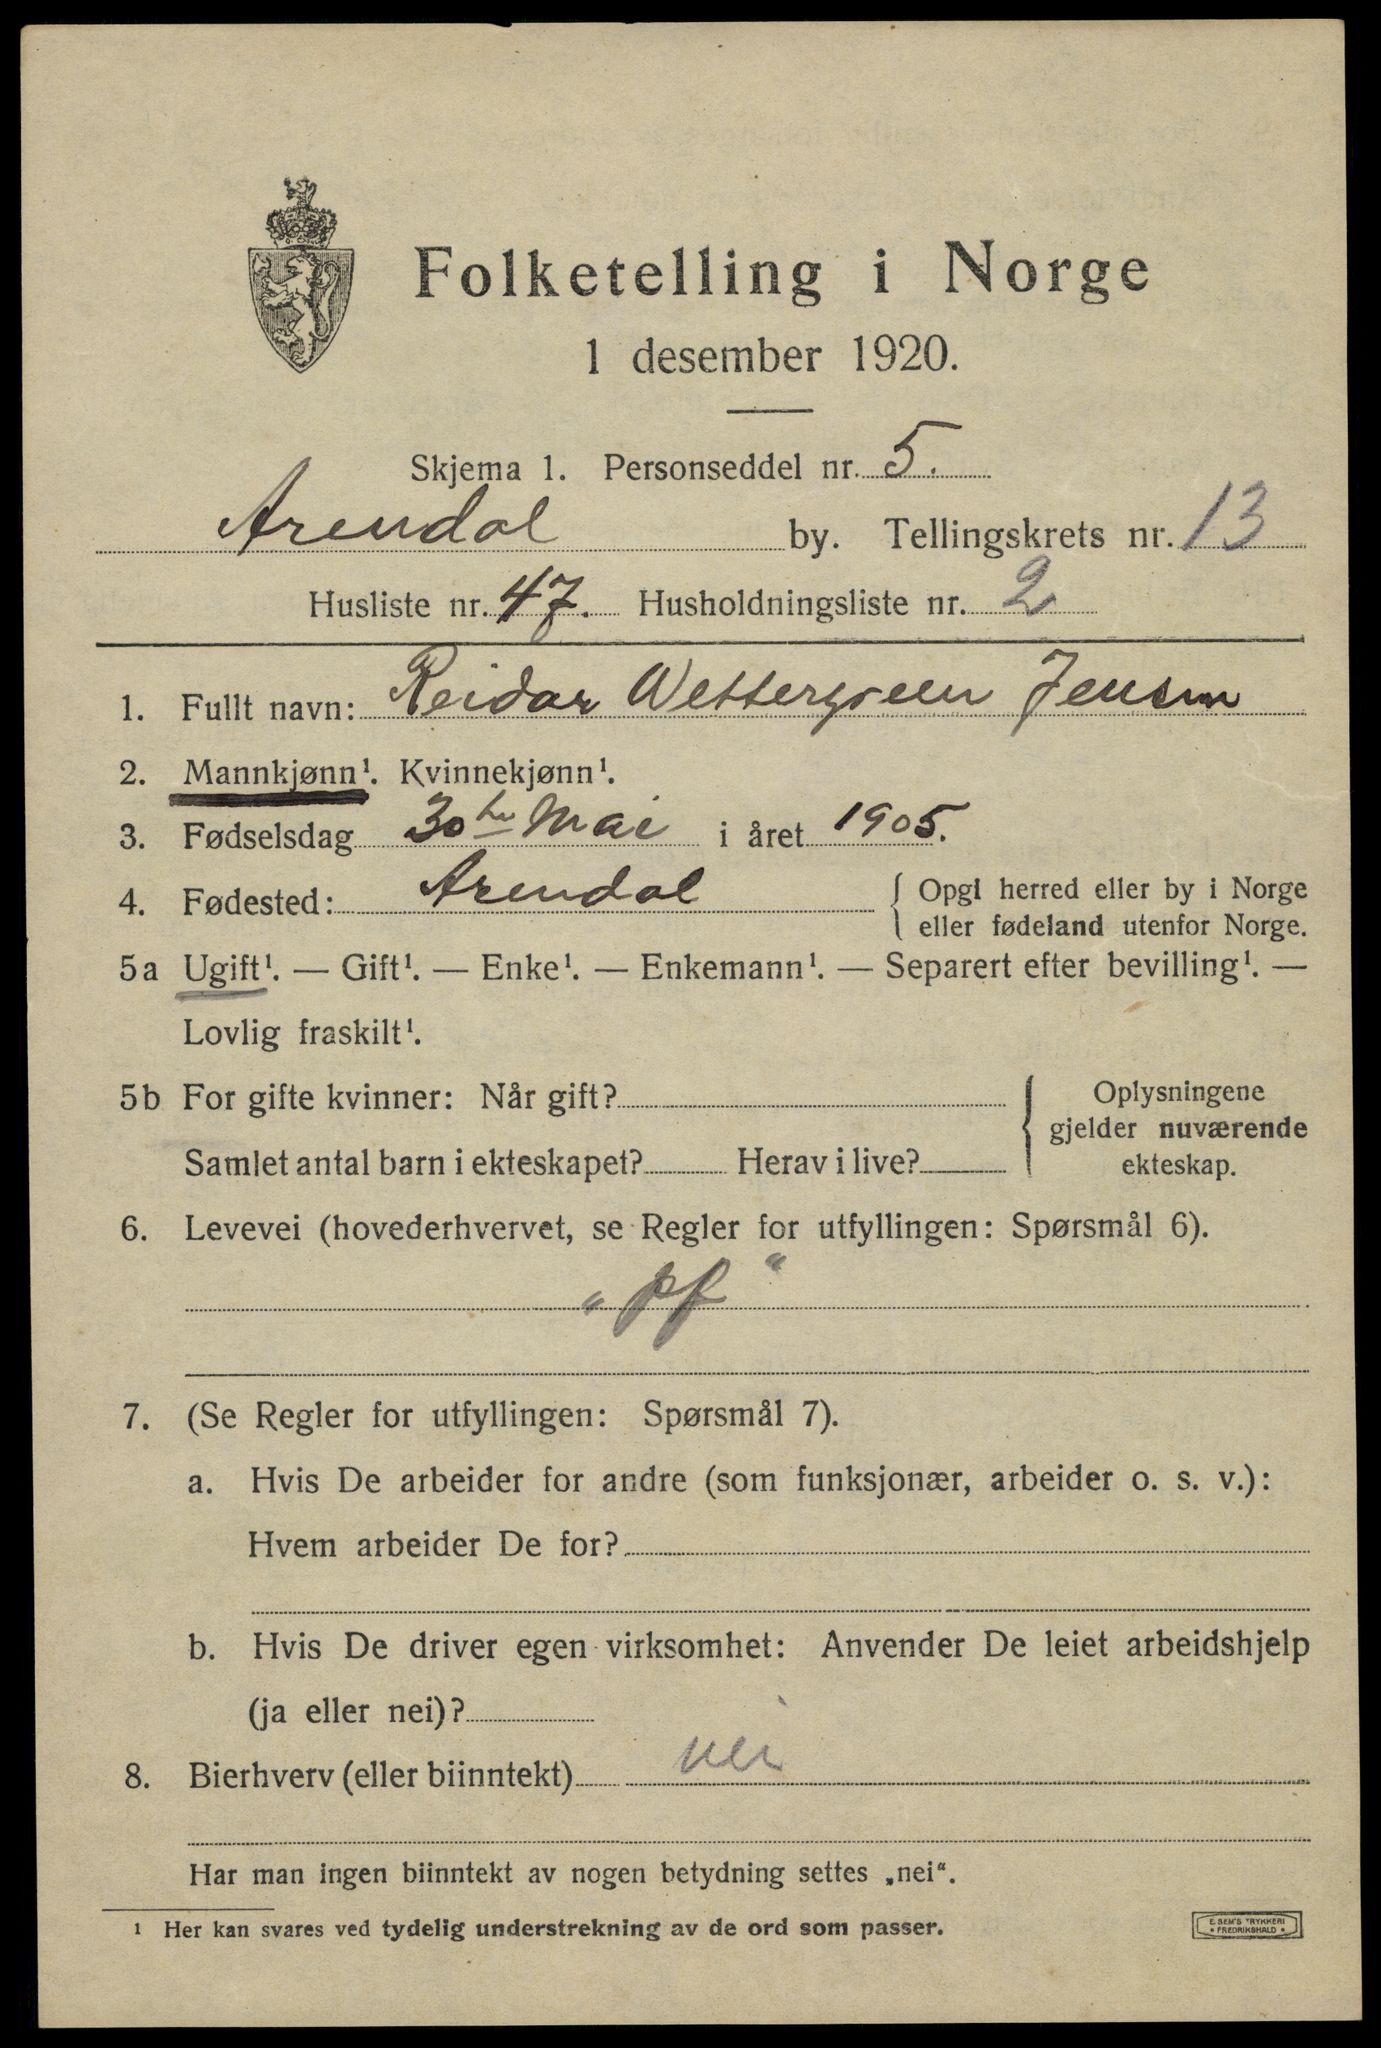 Folketelling i Norge
1 desember 1920.
Skjema 1. Personseddel nr. 5.
Arendal by. Tellingskrets nr. 13
Husliste nr. 47. Husholdningsliste nr. 2
1. Fullt navn: Reidar Wettergreen Jensen
2. Mannkjønn¹. Kvinnekjønn¹.
3. Fødselsdag 30te Mai i året 1905.
4. Fødested: Arendal { Opgi herred eller by i Norge
eller fødeland utenfor Norge.
5a Ugift¹. — Gift¹. — Enke¹. — Enkemann¹. — Separert efter bevilling¹. —
Lovlig fraskilt¹.
5b For gifte kvinner: Når gift? { Oplysningene
gjelder nuværende
Samlet antal barn i ekteskapet? Herav i live? ekteskap.
6. Levevei (hovederhvervet, se Regler for utfyllingen: Spørsmål 6).
„ pf “
7. (Se Regler for utfyllingen: Spørsmål 7).
a. Hvis De arbeider for andre (som funksjonær, arbeider o. s. v.):
Hvem arbeider De for?
b. Hvis De driver egen virksomhet: Anvender De leiet arbeidshjelp
(ja eller nei)?
8. Bierhverv (eller biinntekt) nei
Har man ingen biinntekt av nogen betydning settes „nei“.
1 Her kan svares ved tydelig understrekning av de ord som passer.
E. SEM'S TRYKKERI
• FREDRIKSHALD •